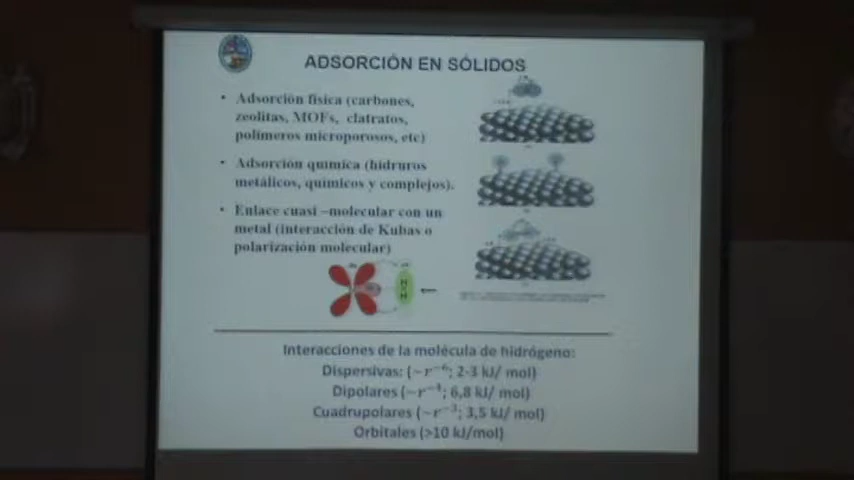 ADSORCIÓN EN SÓLIDOS
• Adsorción física (carbones,
zeolitas, MOFs, clatratos,
polímeros microporosos, etc)
• Adsorción química (hidruros
metálicos, químicos y complejos).
• Enlace cuasi –molecular con un
metal (interacción de Kubas o
polarización molecular)
H
H
Interacciones de la molécula de hidrógeno:
Dispersivas: (~r⁻⁶; 2-3 kJ/ mol)
Dipolares (~r⁻⁴; 6,8 kJ/ mol)
Cuadrupolares (~r⁻³; 3,5 kJ/ mol)
Orbitales (>10 kJ/mol)